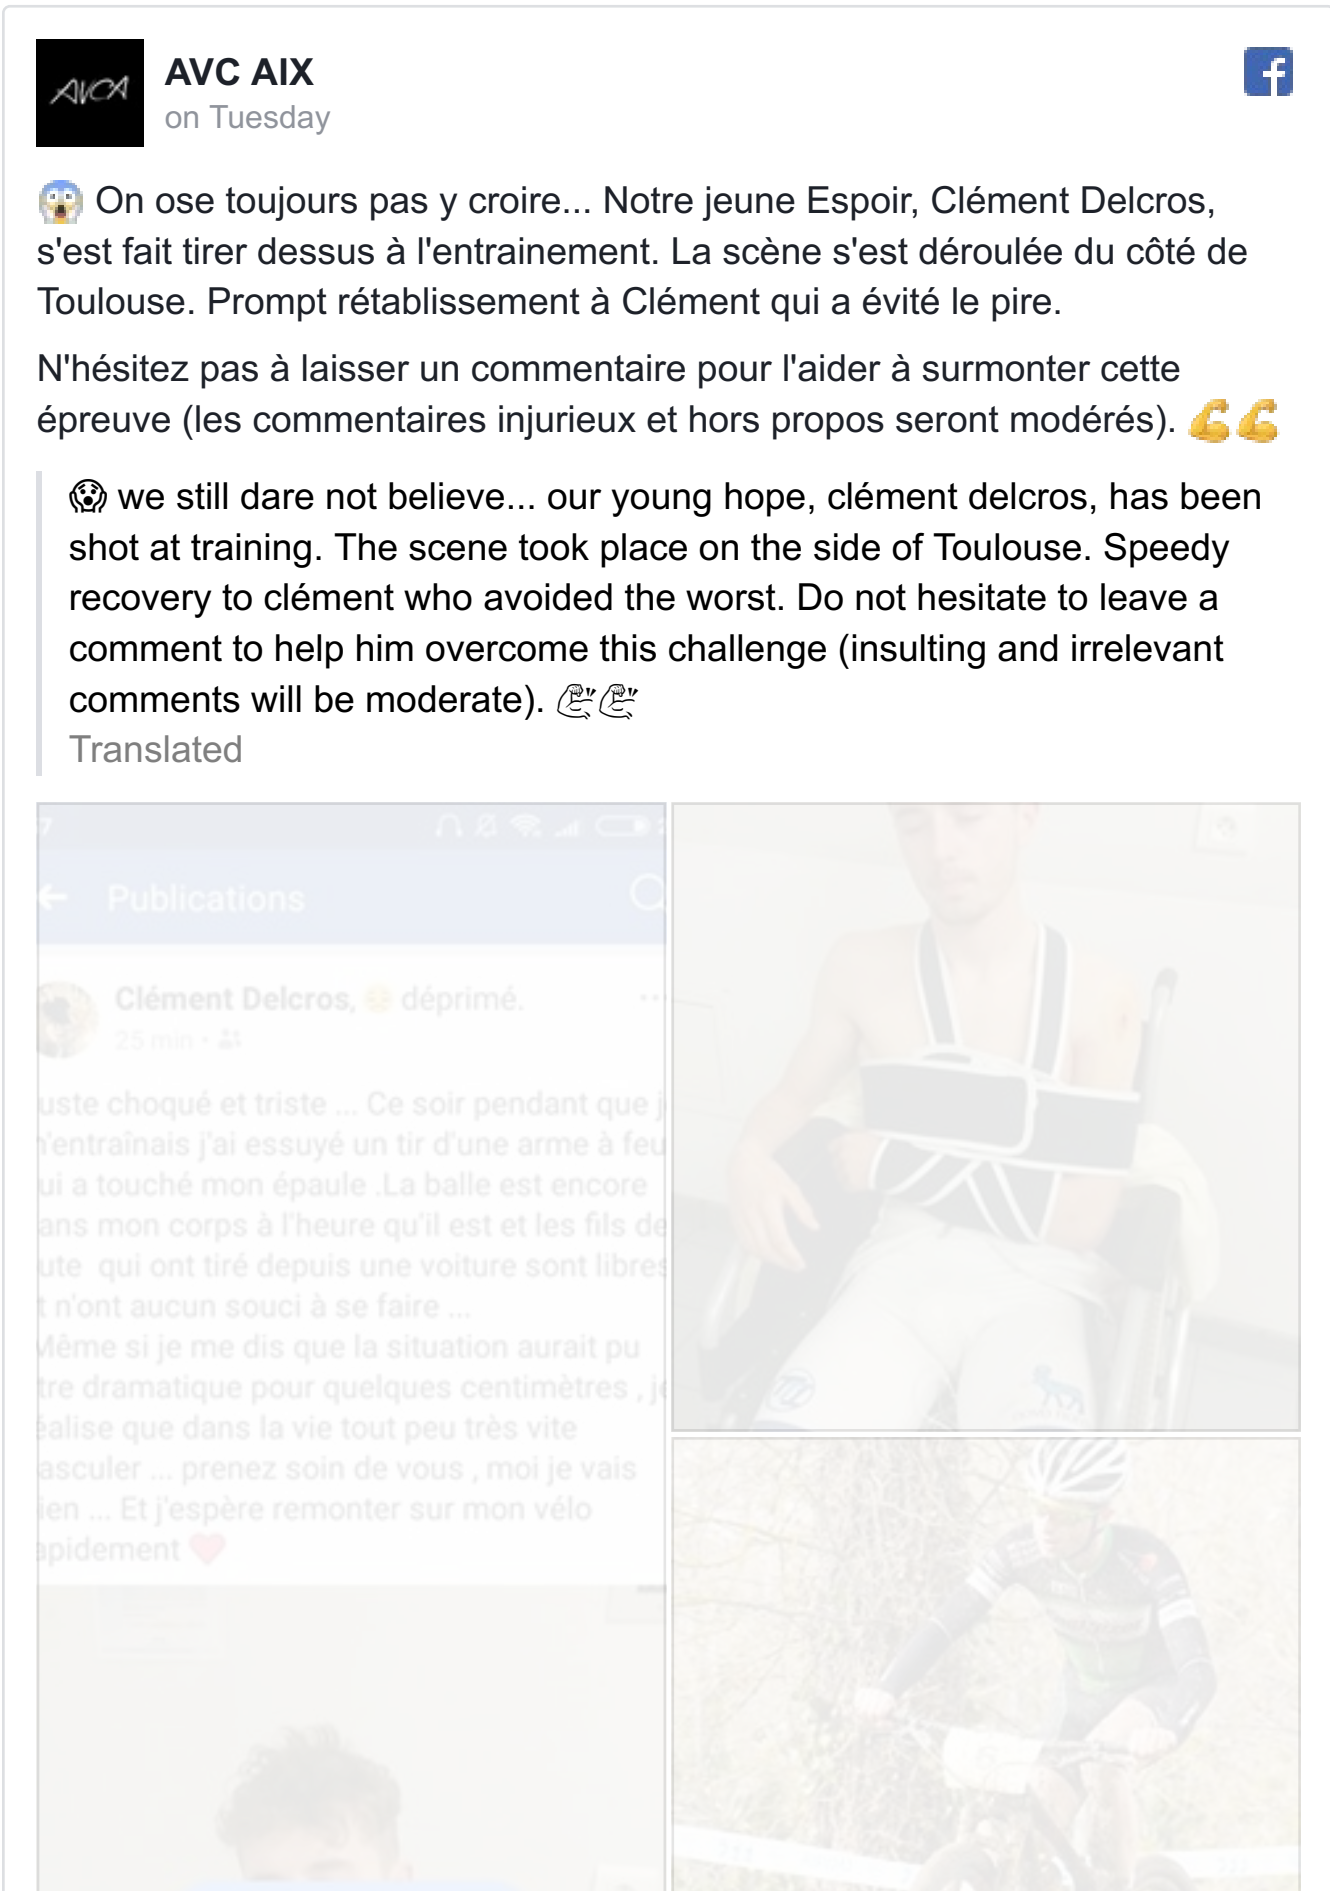 AVCA
AVC AIX
on Tuesday
😱 On ose toujours pas y croire... Notre jeune Espoir, Clément Delcros,
s'est fait tirer dessus à l'entrainement. La scène s'est déroulée du côté de
Toulouse. Prompt rétablissement à Clément qui a évité le pire.
N'hésitez pas à laisser un commentaire pour l'aider à surmonter cette
épreuve (les commentaires injurieux et hors propos seront modérés). 💪💪
😱 we still dare not believe... our young hope, clément delcros, has been
shot at training. The scene took place on the side of Toulouse. Speedy
recovery to clément who avoided the worst. Do not hesitate to leave a
comment to help him overcome this challenge (insulting and irrelevant
comments will be moderate). 💪💪
Translated
7
Publications
Clément Delcros, déprimé.
25 min
uste choqué et triste ... Ce soir pendant que j
n'entraînais j'ai essuyé un tir d'une arme à feu
ui a touché mon épaule .La balle est encore
ans mon corps à l'heure qu'il est et les fils de
ute qui ont tiré depuis une voiture sont libres
t n'ont aucun souci à se faire ...
Même si je me dis que la situation aurait pu
tre dramatique pour quelques centimètres , je
éalise que dans la vie tout peu très vite
asculer ... prenez soin de vous , moi je vais
ien ... Et j'espère remonter sur mon vélo
apidement ❤